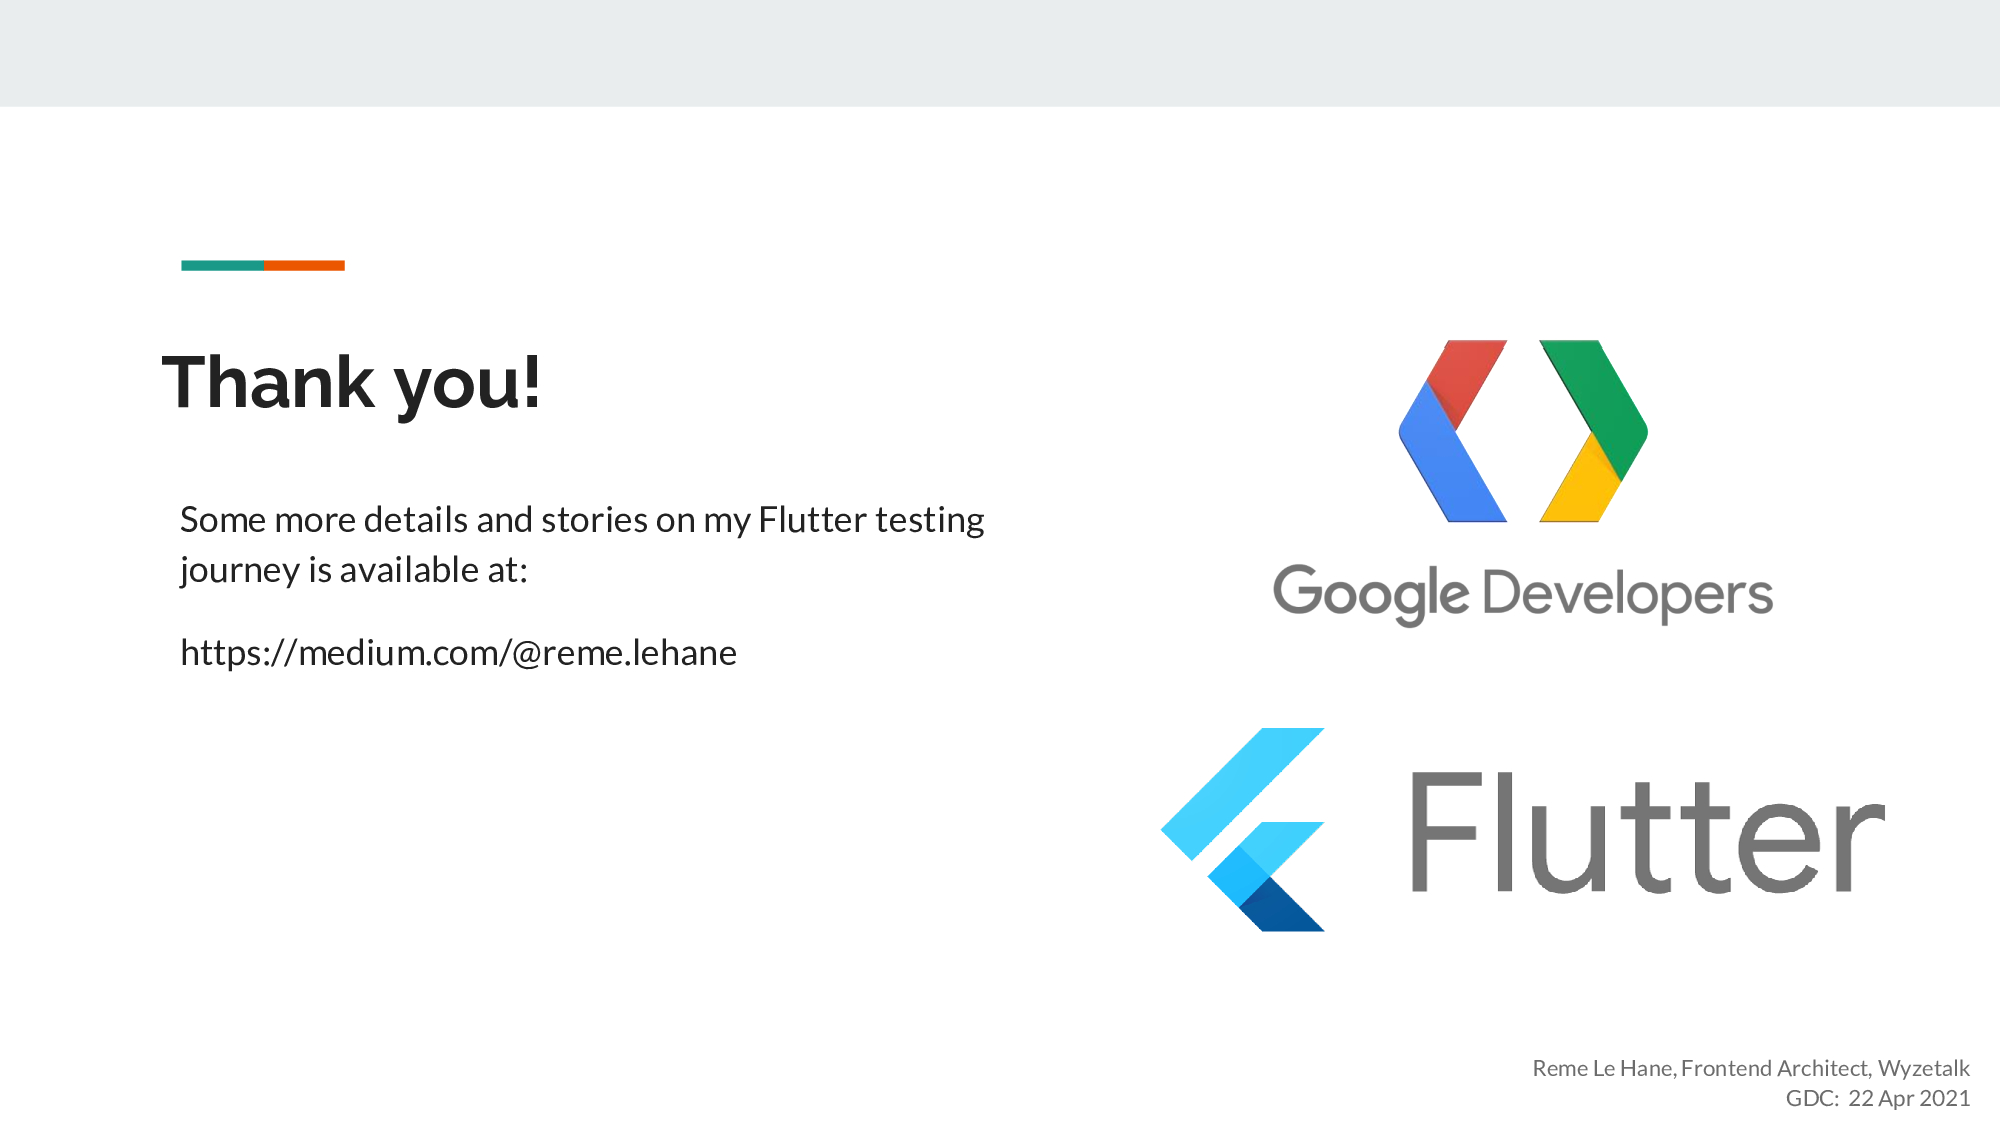 Thank you!
Some more details and stories on my Flutter testing
journey is available at:
https://medium.com/@reme.lehane
Google Developers
Flutter
Reme Le Hane, Frontend Architect, Wyzetalk
GDC: 22 Apr 2021